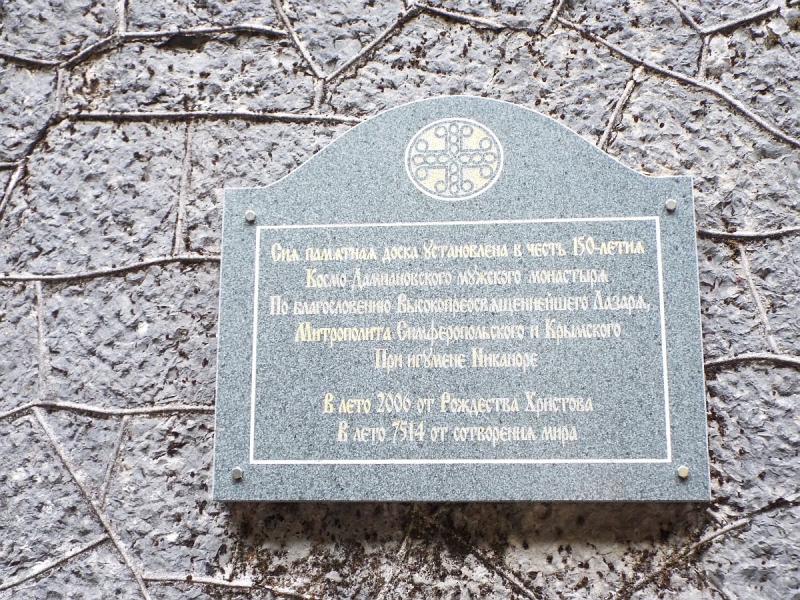 Сия памятная доска установлена в честь 150-летия
Космо-Дамиановского мужского монастыря
По благословению Высокопреосвященнейшего Лазаря,
Митрополита Симферопольского и Крымского
При игумене Никаноре
В лето 2006 от Рождества Христова
В лето 7514 от сотворения мира